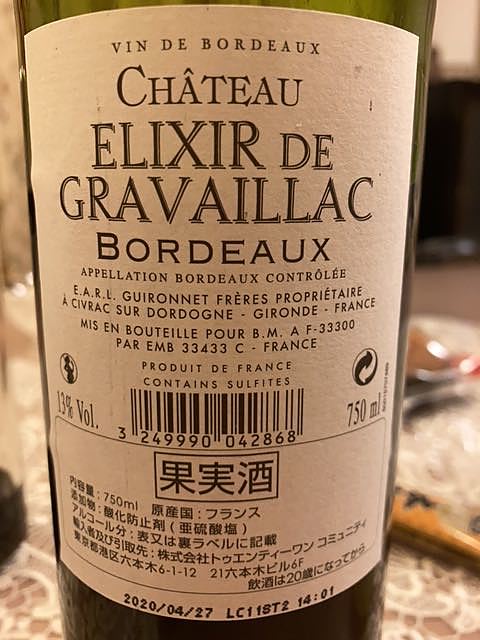 VIN DE BORDEAUX
CHÂTEAU
ELIXIR DE
GRAVAILLAC
BORDEAUX
APPELLATION BORDEAUX CONTRÔLÉE
E.A.R.L. GUIRONNET FRÈRES PROPRIÉTAIRE
À CIVRAC SUR DORDOGNE - GIRONDE - FRANCE
MIS EN BOUTEILLE POUR B.M. A F-33300
PAR EMB 33433 C - FRANCE
PRODUIT DE FRANCE
CONTAINS SULFITES
13% Vol.
750 ml
3 249990 042868
果実酒
内容量：750ml 原産国：フランス
添加物：酸化防止剤（亜硫酸塩）
アルコール分：表又は裏ラベルに記載
輸入者及び引取先：株式会社トゥエンティーワン コミュニティ
東京都港区六本木6-1-12 21六本木ビル6F
飲酒は20歳になってから
2020/04/27 LC118T2 14:01